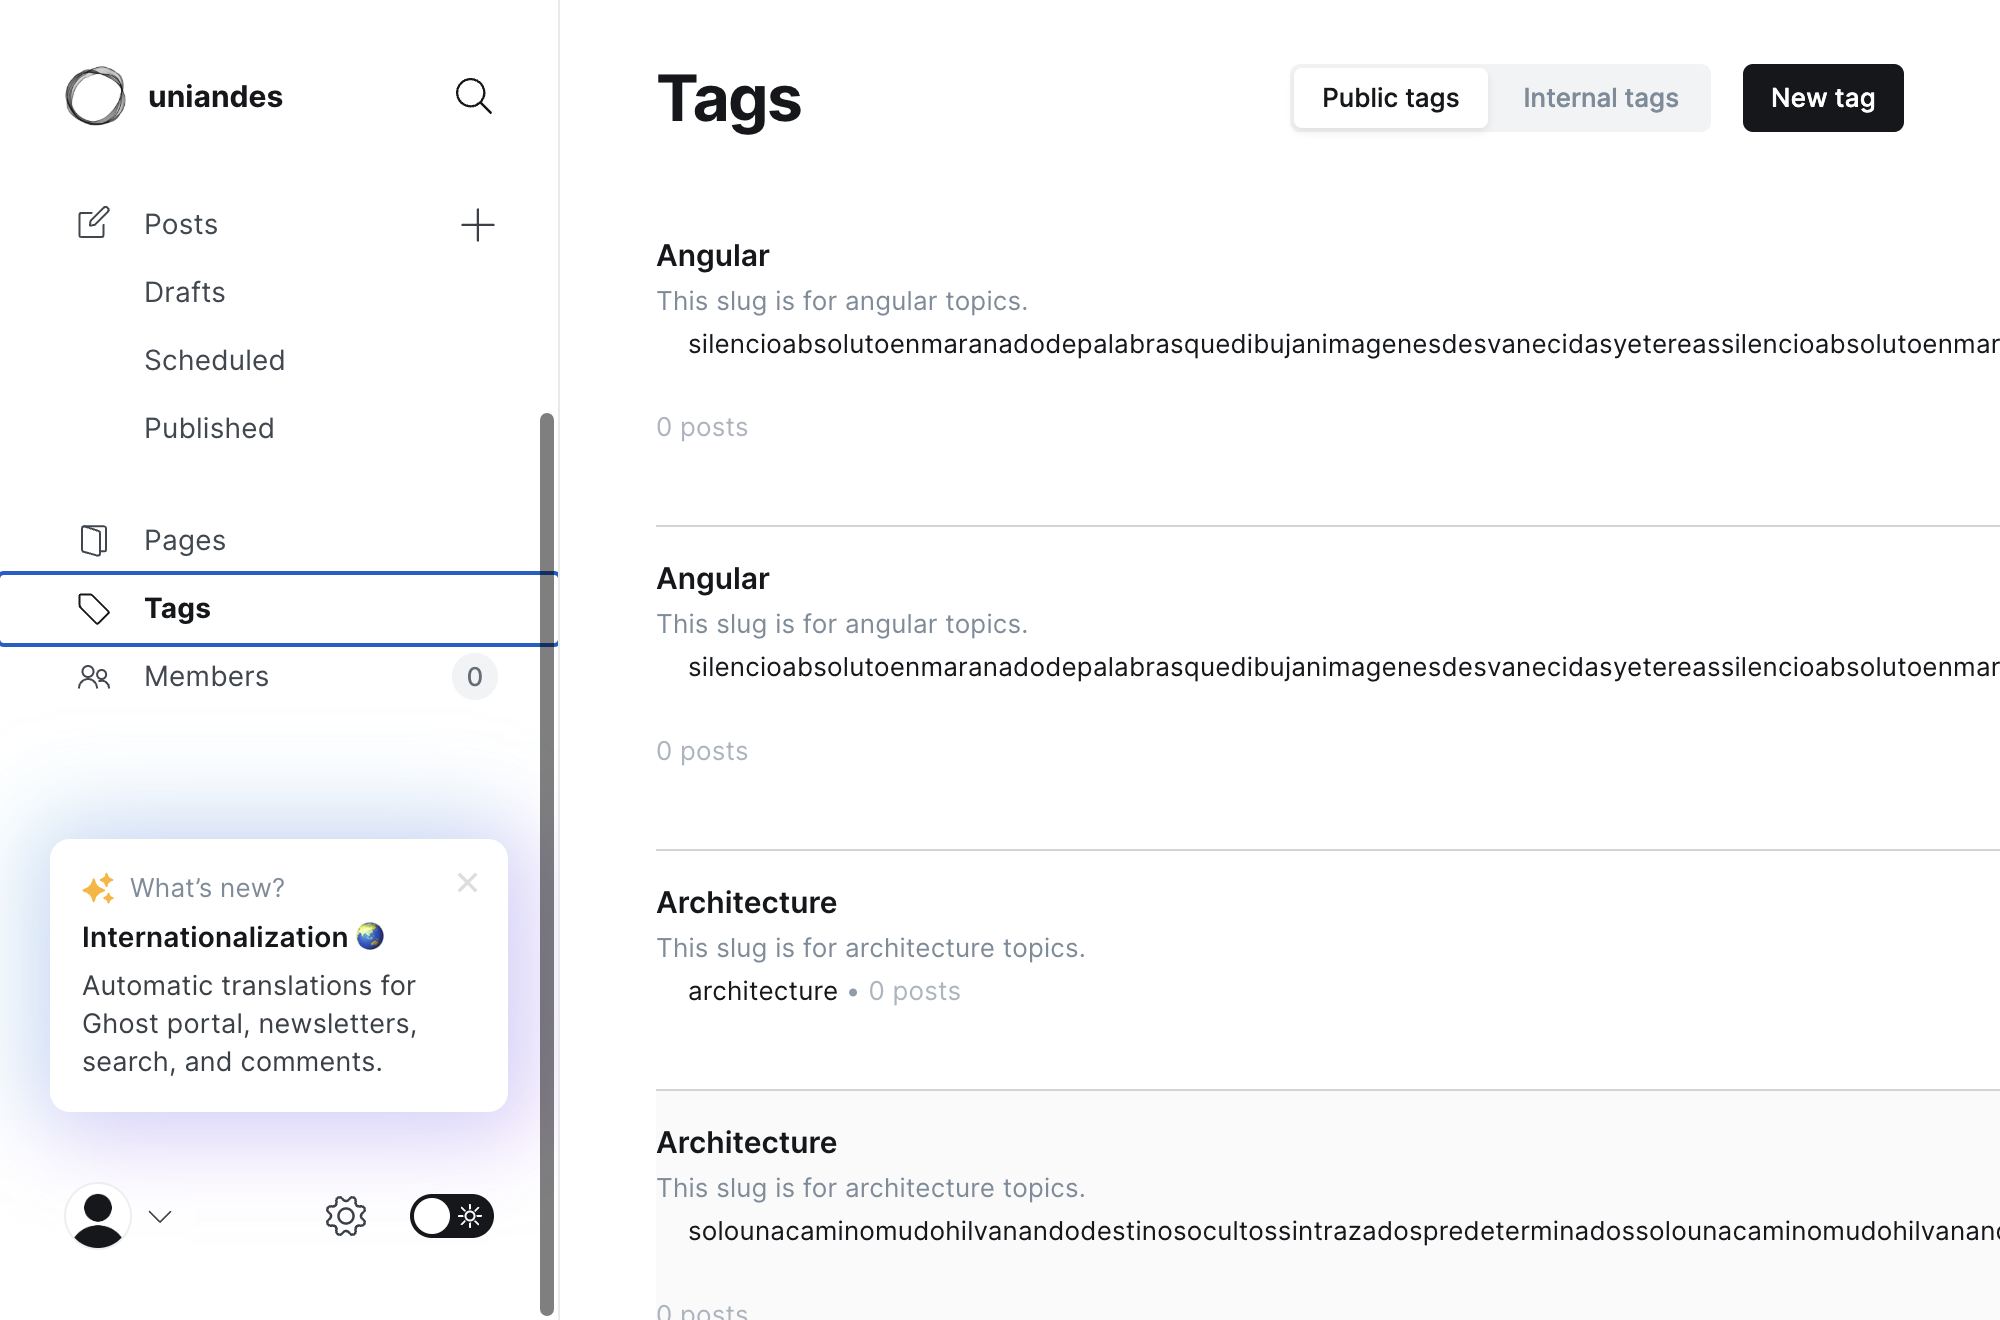 uniandes
Posts
Drafts
Scheduled
Published
Pages
Tags
Members
0
What's new?
Internationalization 🌏
Automatic translations for
Ghost portal, newsletters,
search, and comments.
Tags
Public tags
Internal tags
New tag
Angular
This slug is for angular topics.
silencioabsolutoenmaranadodepalabrasquedibujanimagenesdesvanecidasyetereassilencioabsolutoenmar
0 posts
Angular
This slug is for angular topics.
silencioabsolutoenmaranadodepalabrasquedibujanimagenesdesvanecidasyetereassilencioabsolutoenmar
0 posts
Architecture
This slug is for architecture topics.
architecture • 0 posts
Architecture
This slug is for architecture topics.
solounacaminomudohilvanandodestinosocultossintrazadospredeterminadossolounacaminomudohilvanand
0 posts